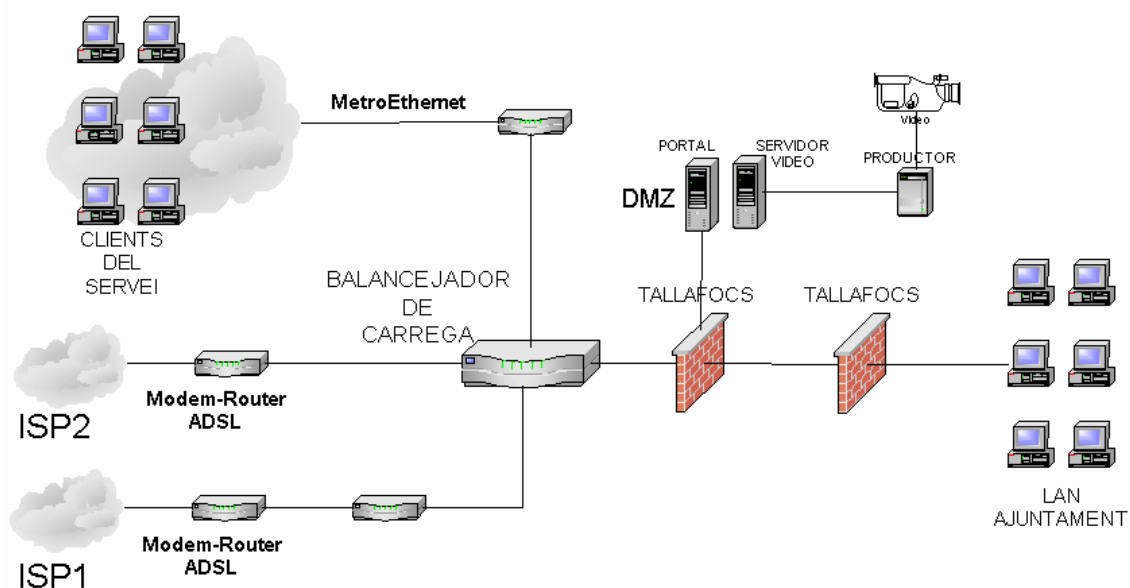 MetroEthernet
Video
PORTAL
SERVIDOR
VIDEO
PRODUCTOR
DMZ
CLIENTS
DEL
SERVEI
BALANCEJADOR
DE
CARREGA
TALLAFOCS
TALLAFOCS
Modem-Router
ADSL
ISP2
LAN
AJUNTAMENT
Modem-Router
ADSL
ISP1